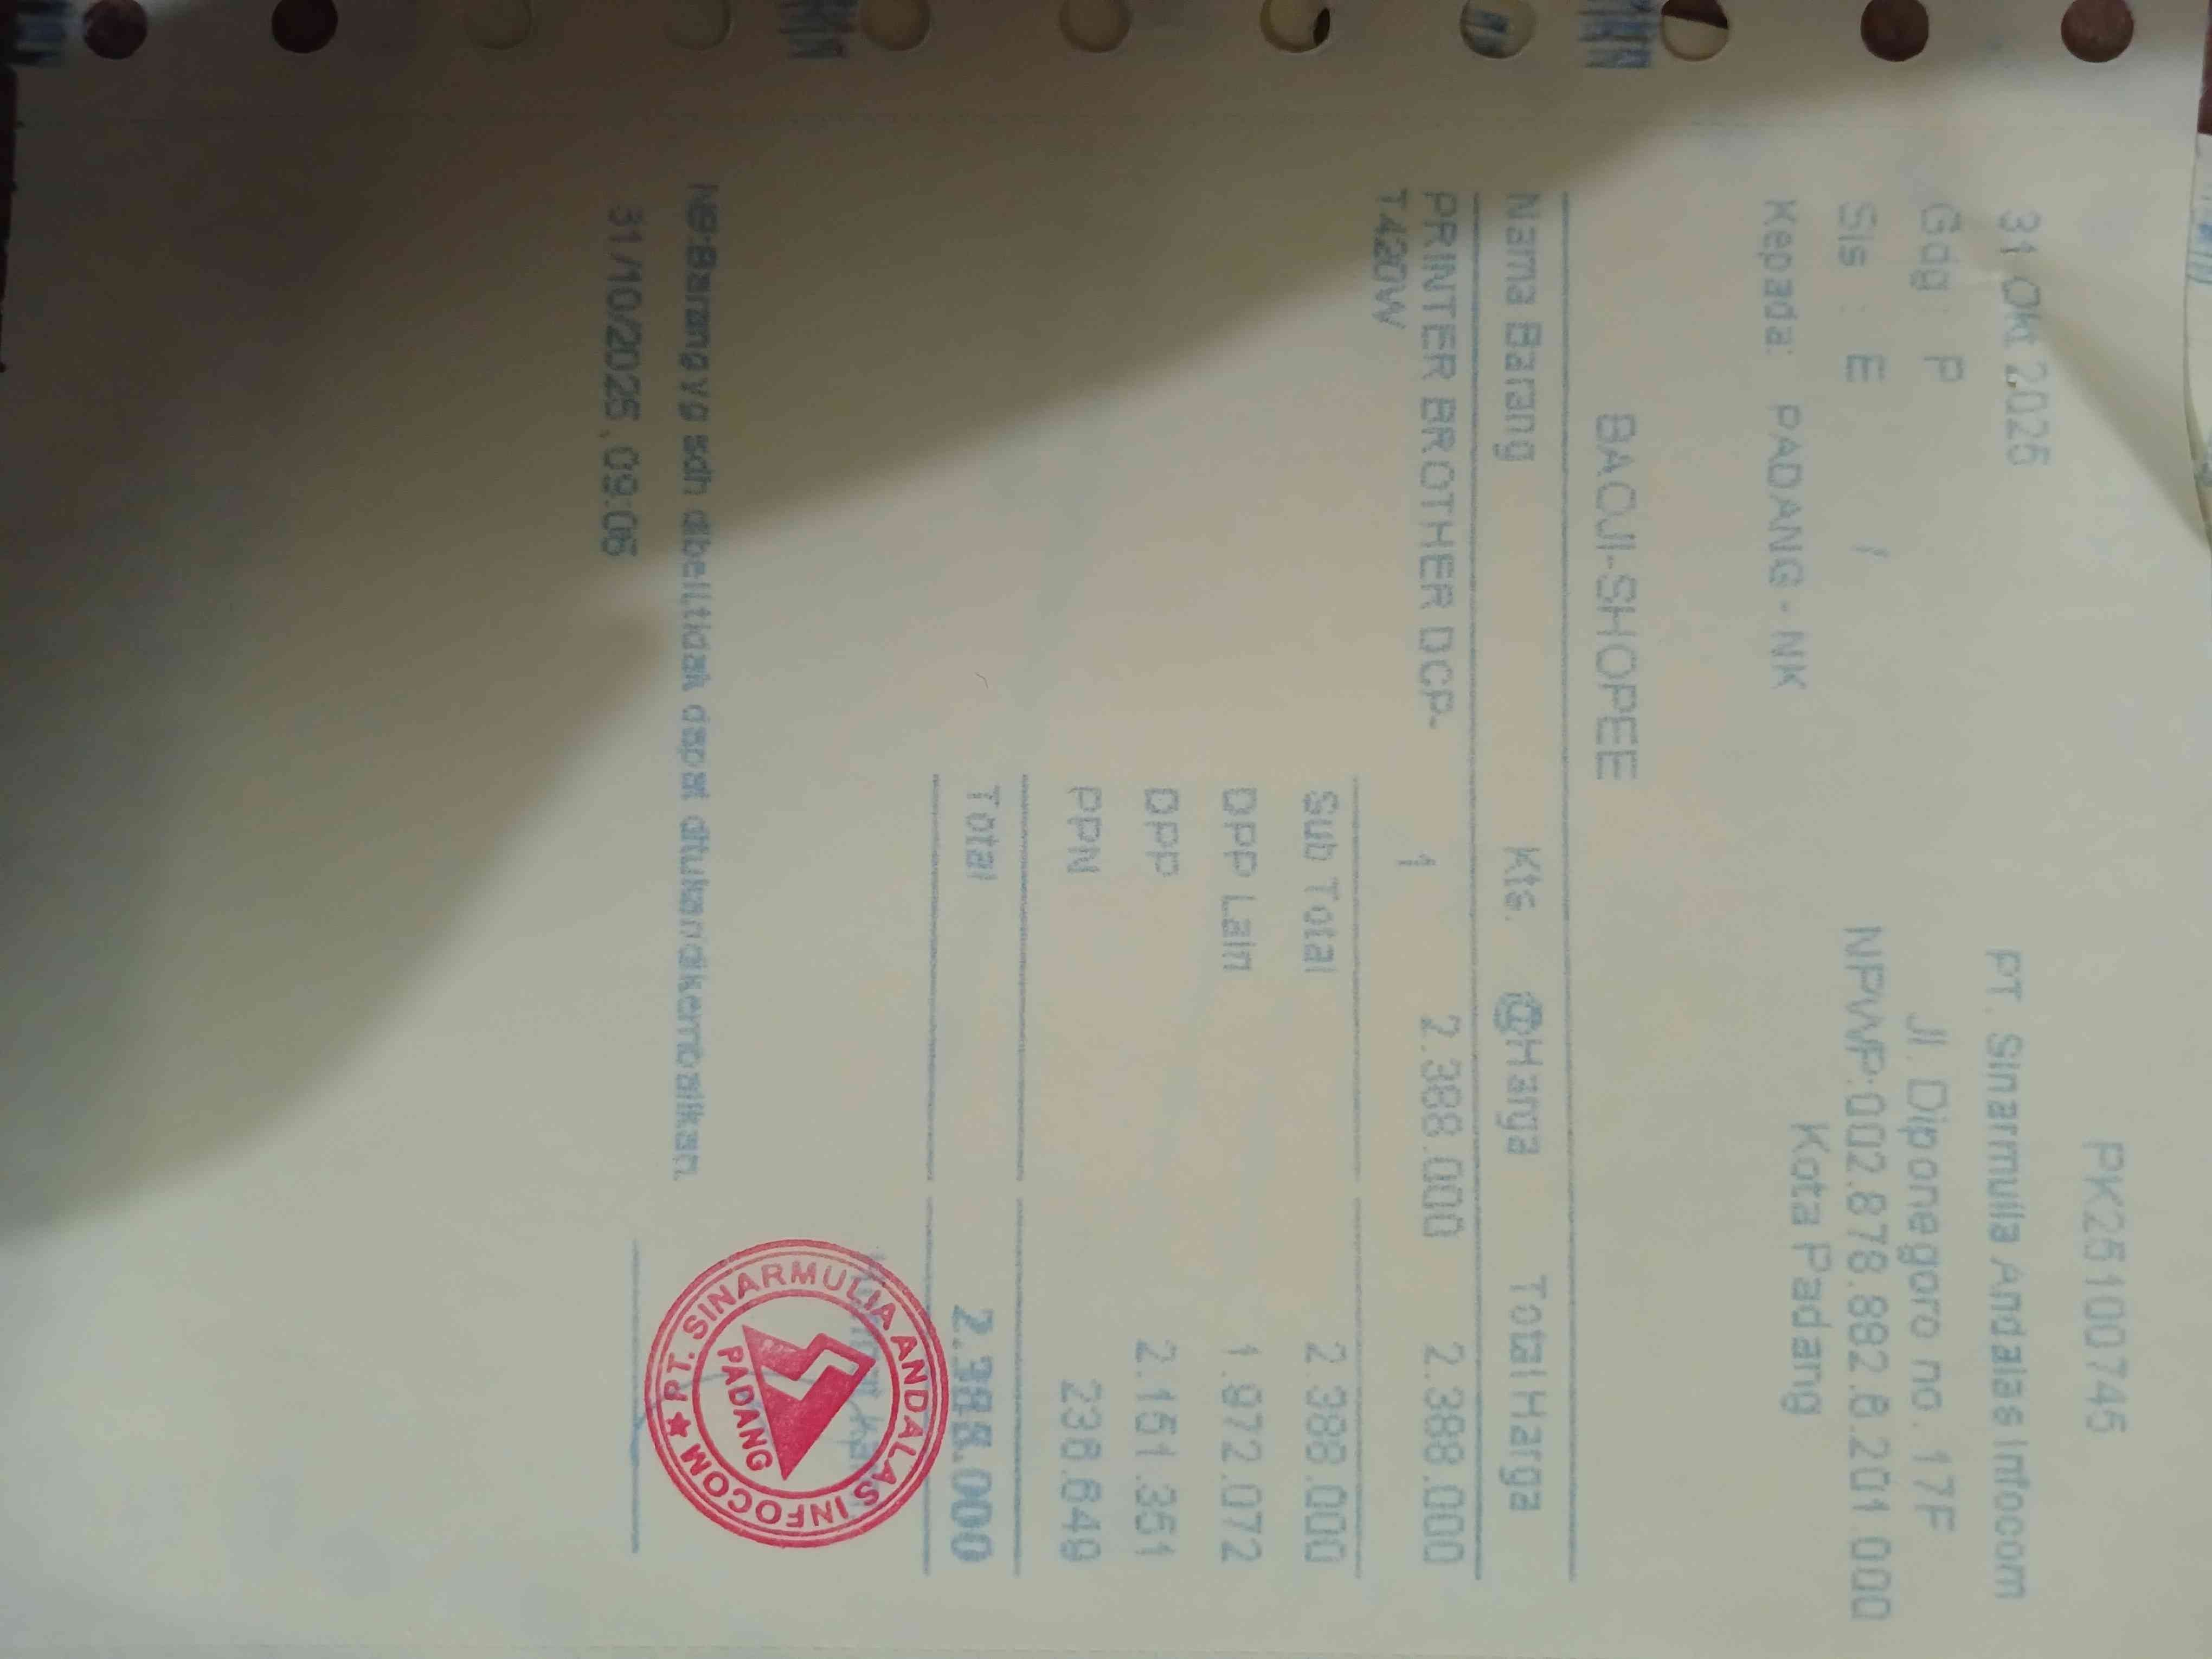 PK25100745
31 Okt 2025
PT. Sinarmulia Andalas Infocom
Gdg : P
Jl. Diponegoro no. 17F
Sls : E /
NPWP:002.878.882.8.201.000
Kepada: PADANG - NK
Kota Padang
BAOJI-SHOPEE
Nama Barang Kts. @Harga Total Harga
PRINTER BROTHER DCP- 1 2.388.000 2.388.000
T420W
Sub Total 2.388.000
DPP Lain 1.972.072
DPP 2.151.351
PPN 236.649
Total 2.388.000
NB:Barang yg sdh dibeli,tidak dapat ditukar/dikembalikan.
31/10/2025, 09:06
PT. SINARMULIA ANDALAS INFOCOM
PADANG